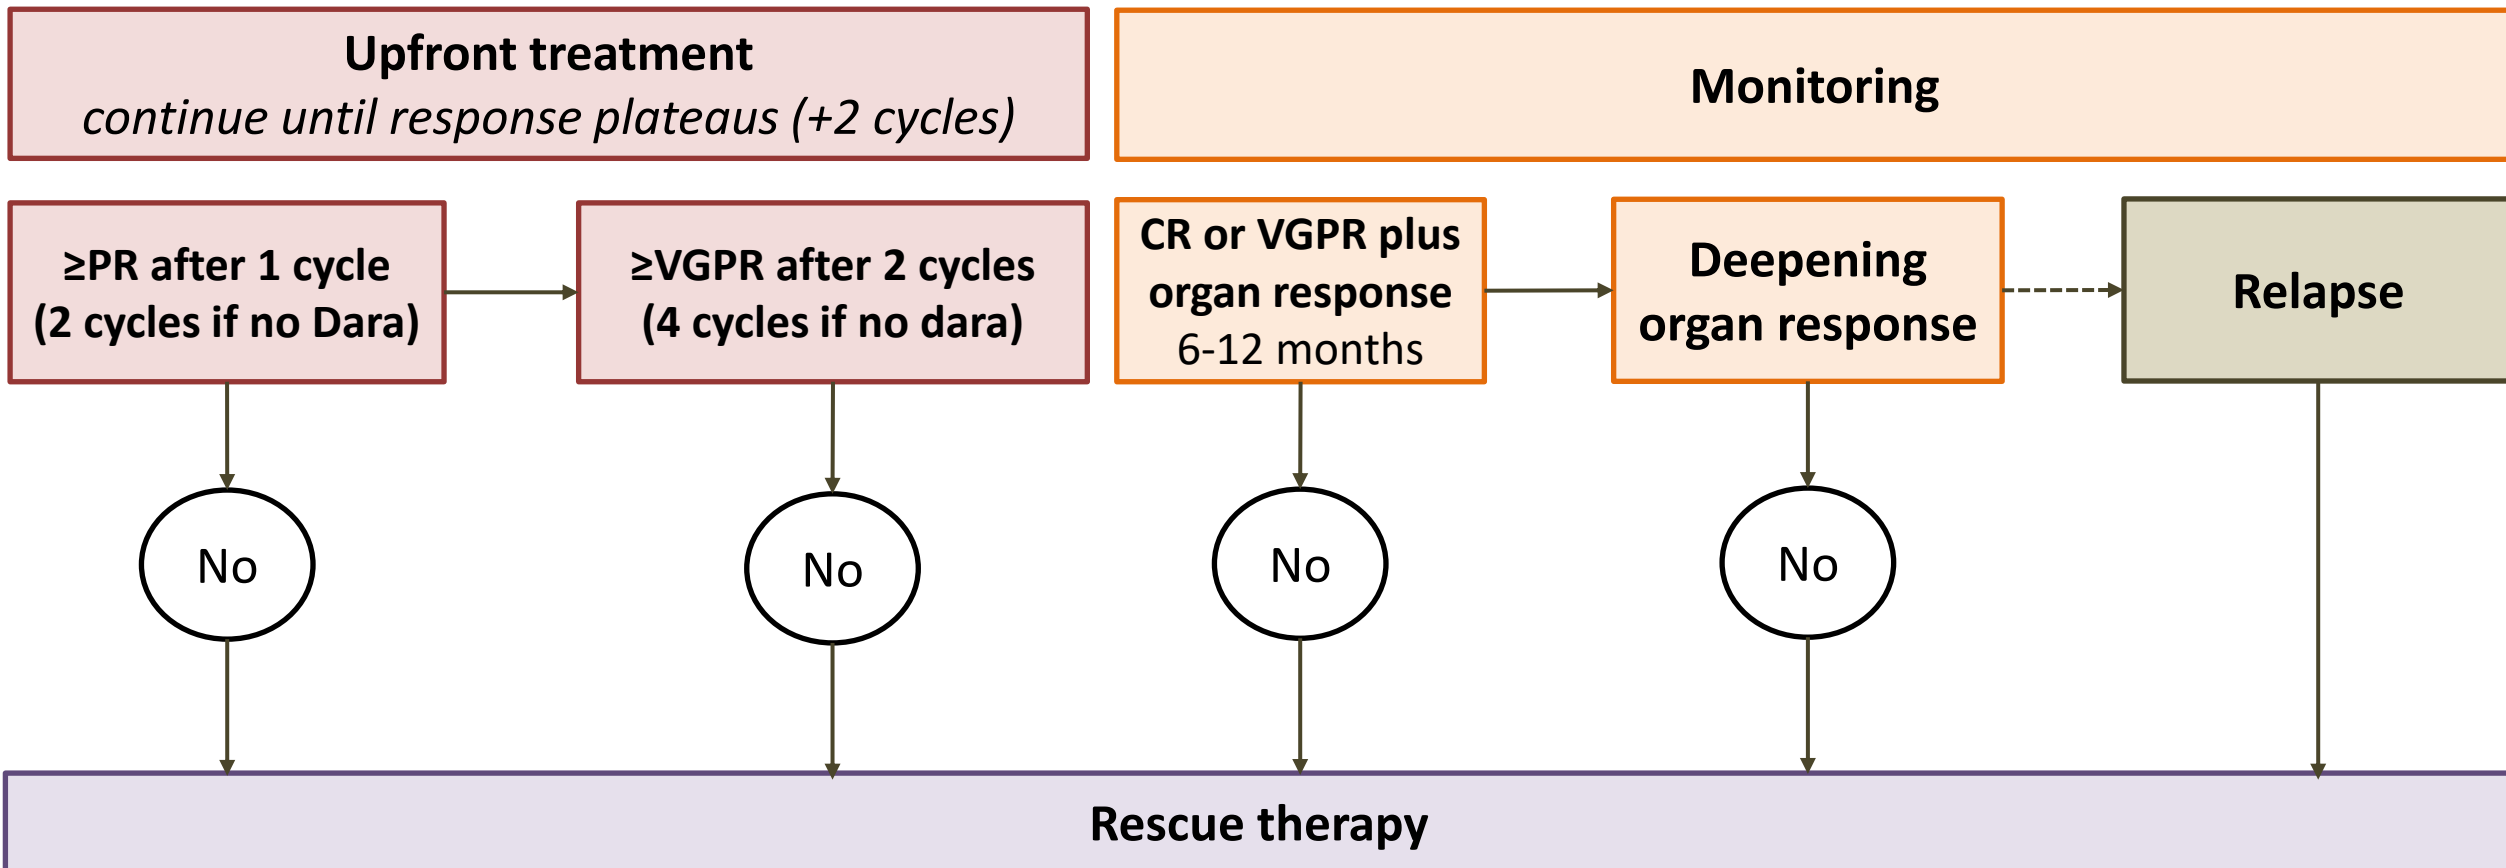 Upfront treatment
continue until response plateaus (+2 cycles)
Monitoring
≥PR after 1 cycle
(2 cycles if no Dara)
≥VGPR after 2 cycles
(4 cycles if no dara)
CR or VGPR plus
organ response
6-12 months
Deepening
organ response
Relapse
No
No
No
No
Rescue therapy